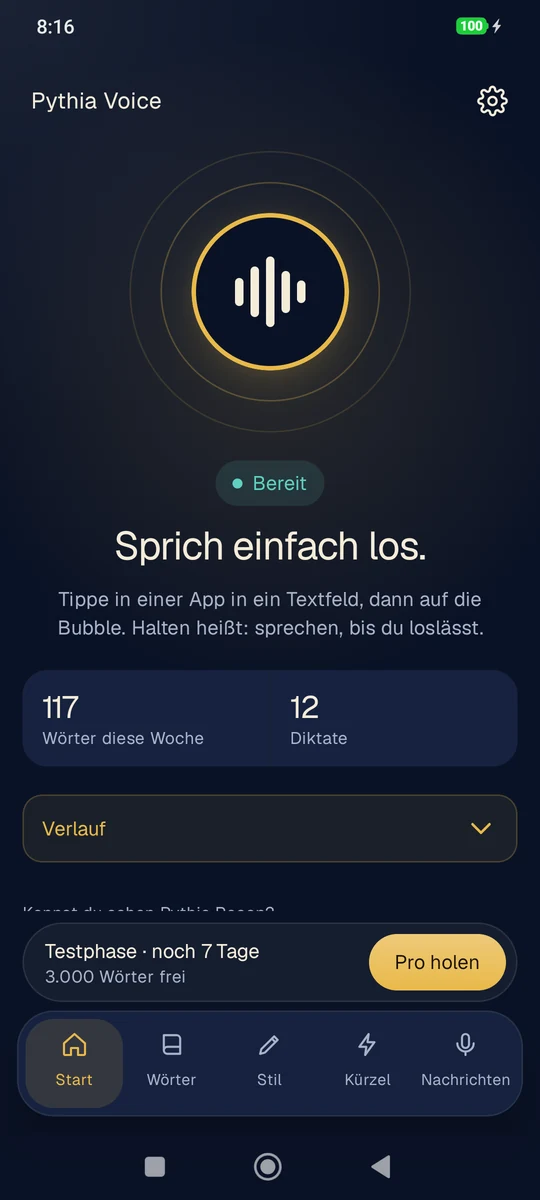 8:16
100
Pythia Voice
Bereit
Sprich einfach los.
Tippe in einer App in ein Textfeld, dann auf die
Bubble. Halten heißt: sprechen, bis du loslässt.
117
Wörter diese Woche
12
Diktate
Verlauf
Testphase · noch 7 Tage
3.000 Wörter frei
Pro holen
Start
Wörter
Stil
Kürzel
Nachrichten